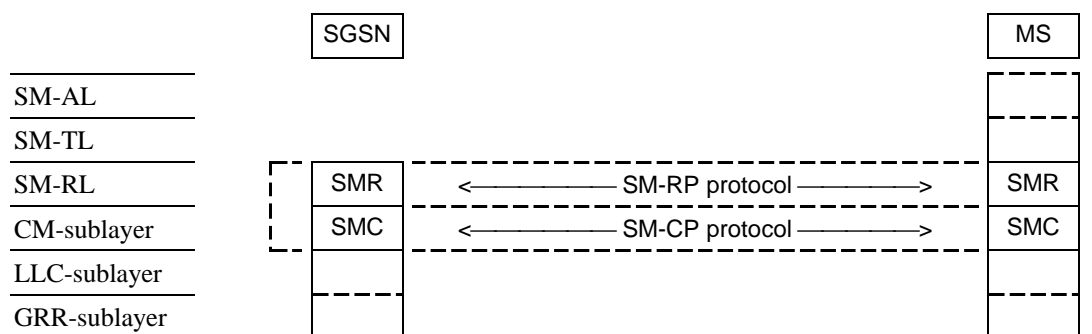 SGSN MS
SM-AL
SM-TL
SM-RL SMR <—————— SM-RP protocol ——————> SMR
CM-sublayer SMC <—————— SM-CP protocol ——————> SMC
LLC-sublayer
GRR-sublayer